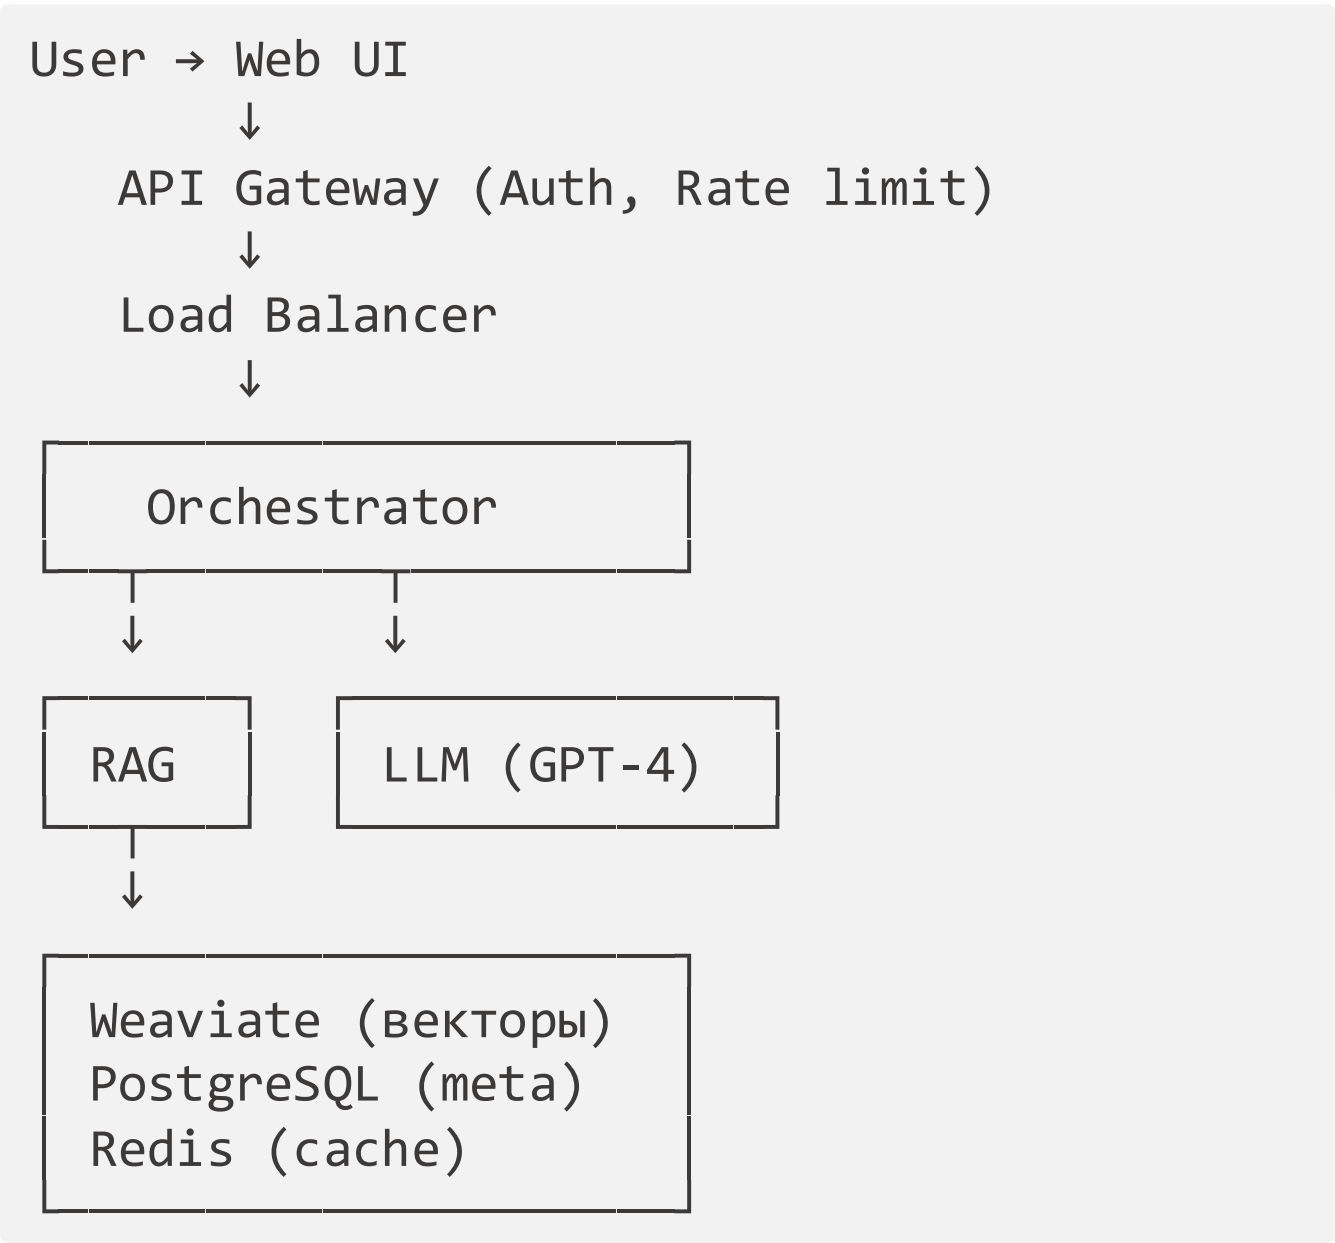 User → Web UI
↓
API Gateway (Auth, Rate limit)
↓
Load Balancer
↓
Orchestrator
↓ ↓
RAG LLM (GPT-4)
↓
Weaviate (векторы)
PostgreSQL (meta)
Redis (cache)